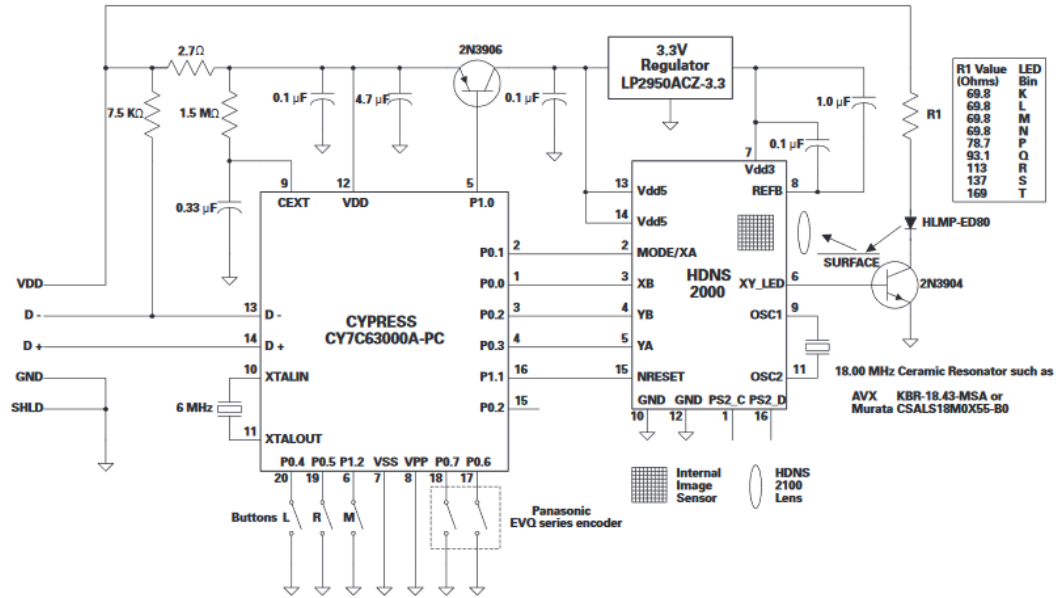 2.7Ω
2N3906
3.3V
Regulator
LP2950ACZ-3.3
R1 Value LED
(Ohms) Bin
69.8 K
69.8 L
69.8 M
69.8 N
78.7 P
93.1 Q
113 R
137 S
169 T
7.5 KΩ
1.5 MΩ
0.1 µF
4.7 µF
0.1 µF
1.0 µF
R1
0.1 µF
9
12
5
7
CEXT
VDD
P1.0
Vdd3
0.33 µF
13 Vdd5
REFB 8
14 Vdd5
HLMP-ED80
P0.1 2
2 MODE/XA
SURFACE
VDD
P0.0 1
3 XB
HDNS
2000
XY_LED 6
2N3904
D -
13 D -
CYPRESS
CY7C63000A-PC
P0.2 3
4 YB
OSC1 9
D +
14 D +
P0.3 4
5 YA
GND
10 XTALIN
P1.1 16
15 NRESET
OSC2 11
18.00 MHz Ceramic Resonator such as
SHLD
6 MHz
P0.2 15
GND GND PS2_C PS2_D
10 12 1 16
AVX KBR-18.43-MSA or
Murata CSALS18M0X55-B0
11 XTALOUT
P0.4 P0.5 P1.2 VSS VPP P0.7 P0.6
20 19 6 7 8 18 17
Internal
Image
Sensor
HDNS
2100
Lens
Buttons L R M
Panasonic
EVQ series encoder